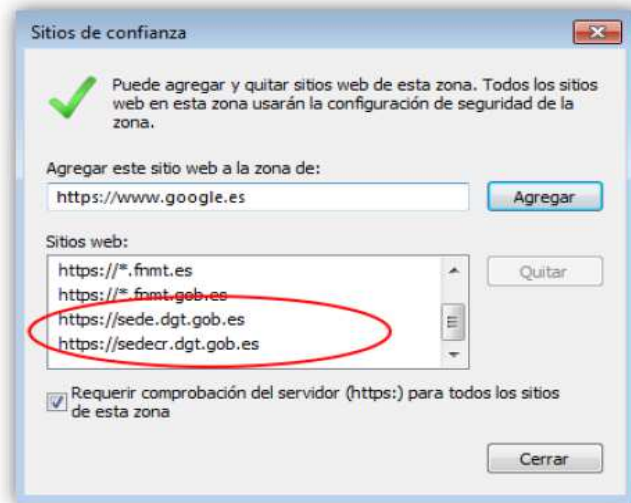 Sitios de confianza
Puede agregar y quitar sitios web de esta zona. Todos los sitios
web en esta zona usarán la configuración de seguridad de la
zona.
Agregar este sitio web a la zona de:
https://www.google.es
Agregar
Sitios web:
https://*.fnmt.es
Quitar
https://*.fnmt.gob.es
https://sede.dgt.gob.es
https://sedecr.dgt.gob.es
Requerir comprobación del servidor (https:) para todos los sitios
de esta zona
Cerrar